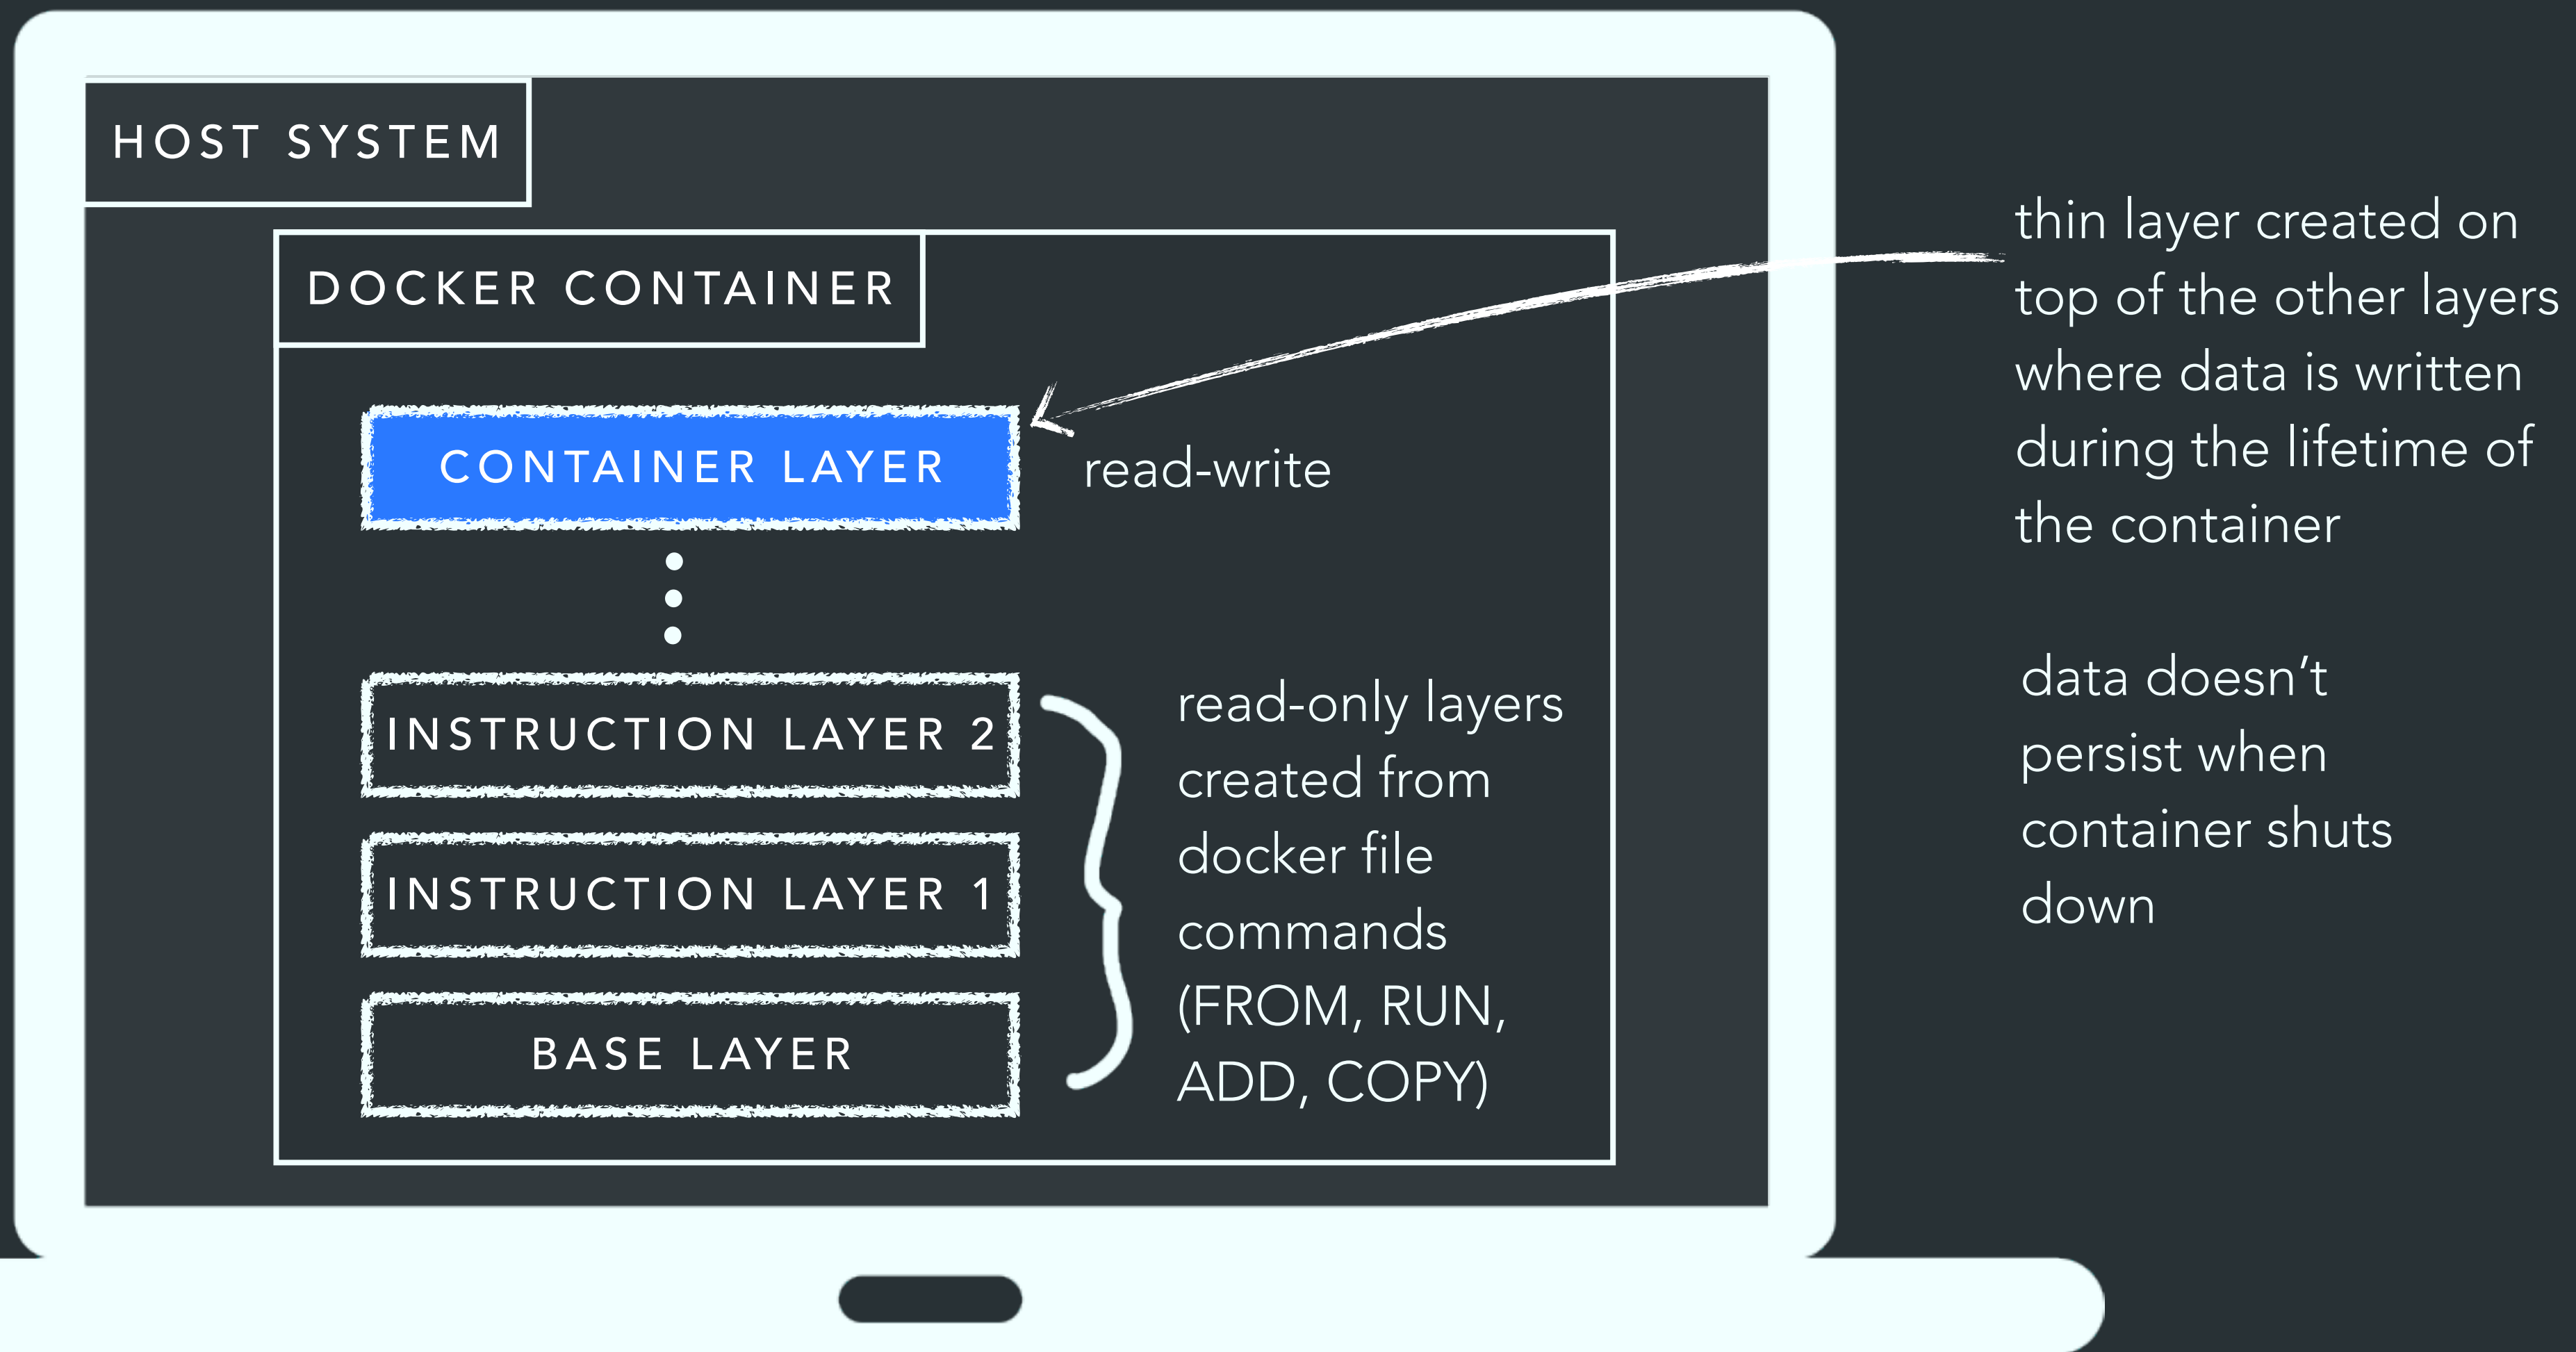 HOST SYSTEM
DOCKER CONTAINER
CONTAINER LAYER
read-write
INSTRUCTION LAYER 2
INSTRUCTION LAYER 1
BASE LAYER
read-only layers
created from
docker file
commands
(FROM, RUN,
ADD, COPY)
thin layer created on
top of the other layers
where data is written
during the lifetime of
the container
data doesn’t
persist when
container shuts
down